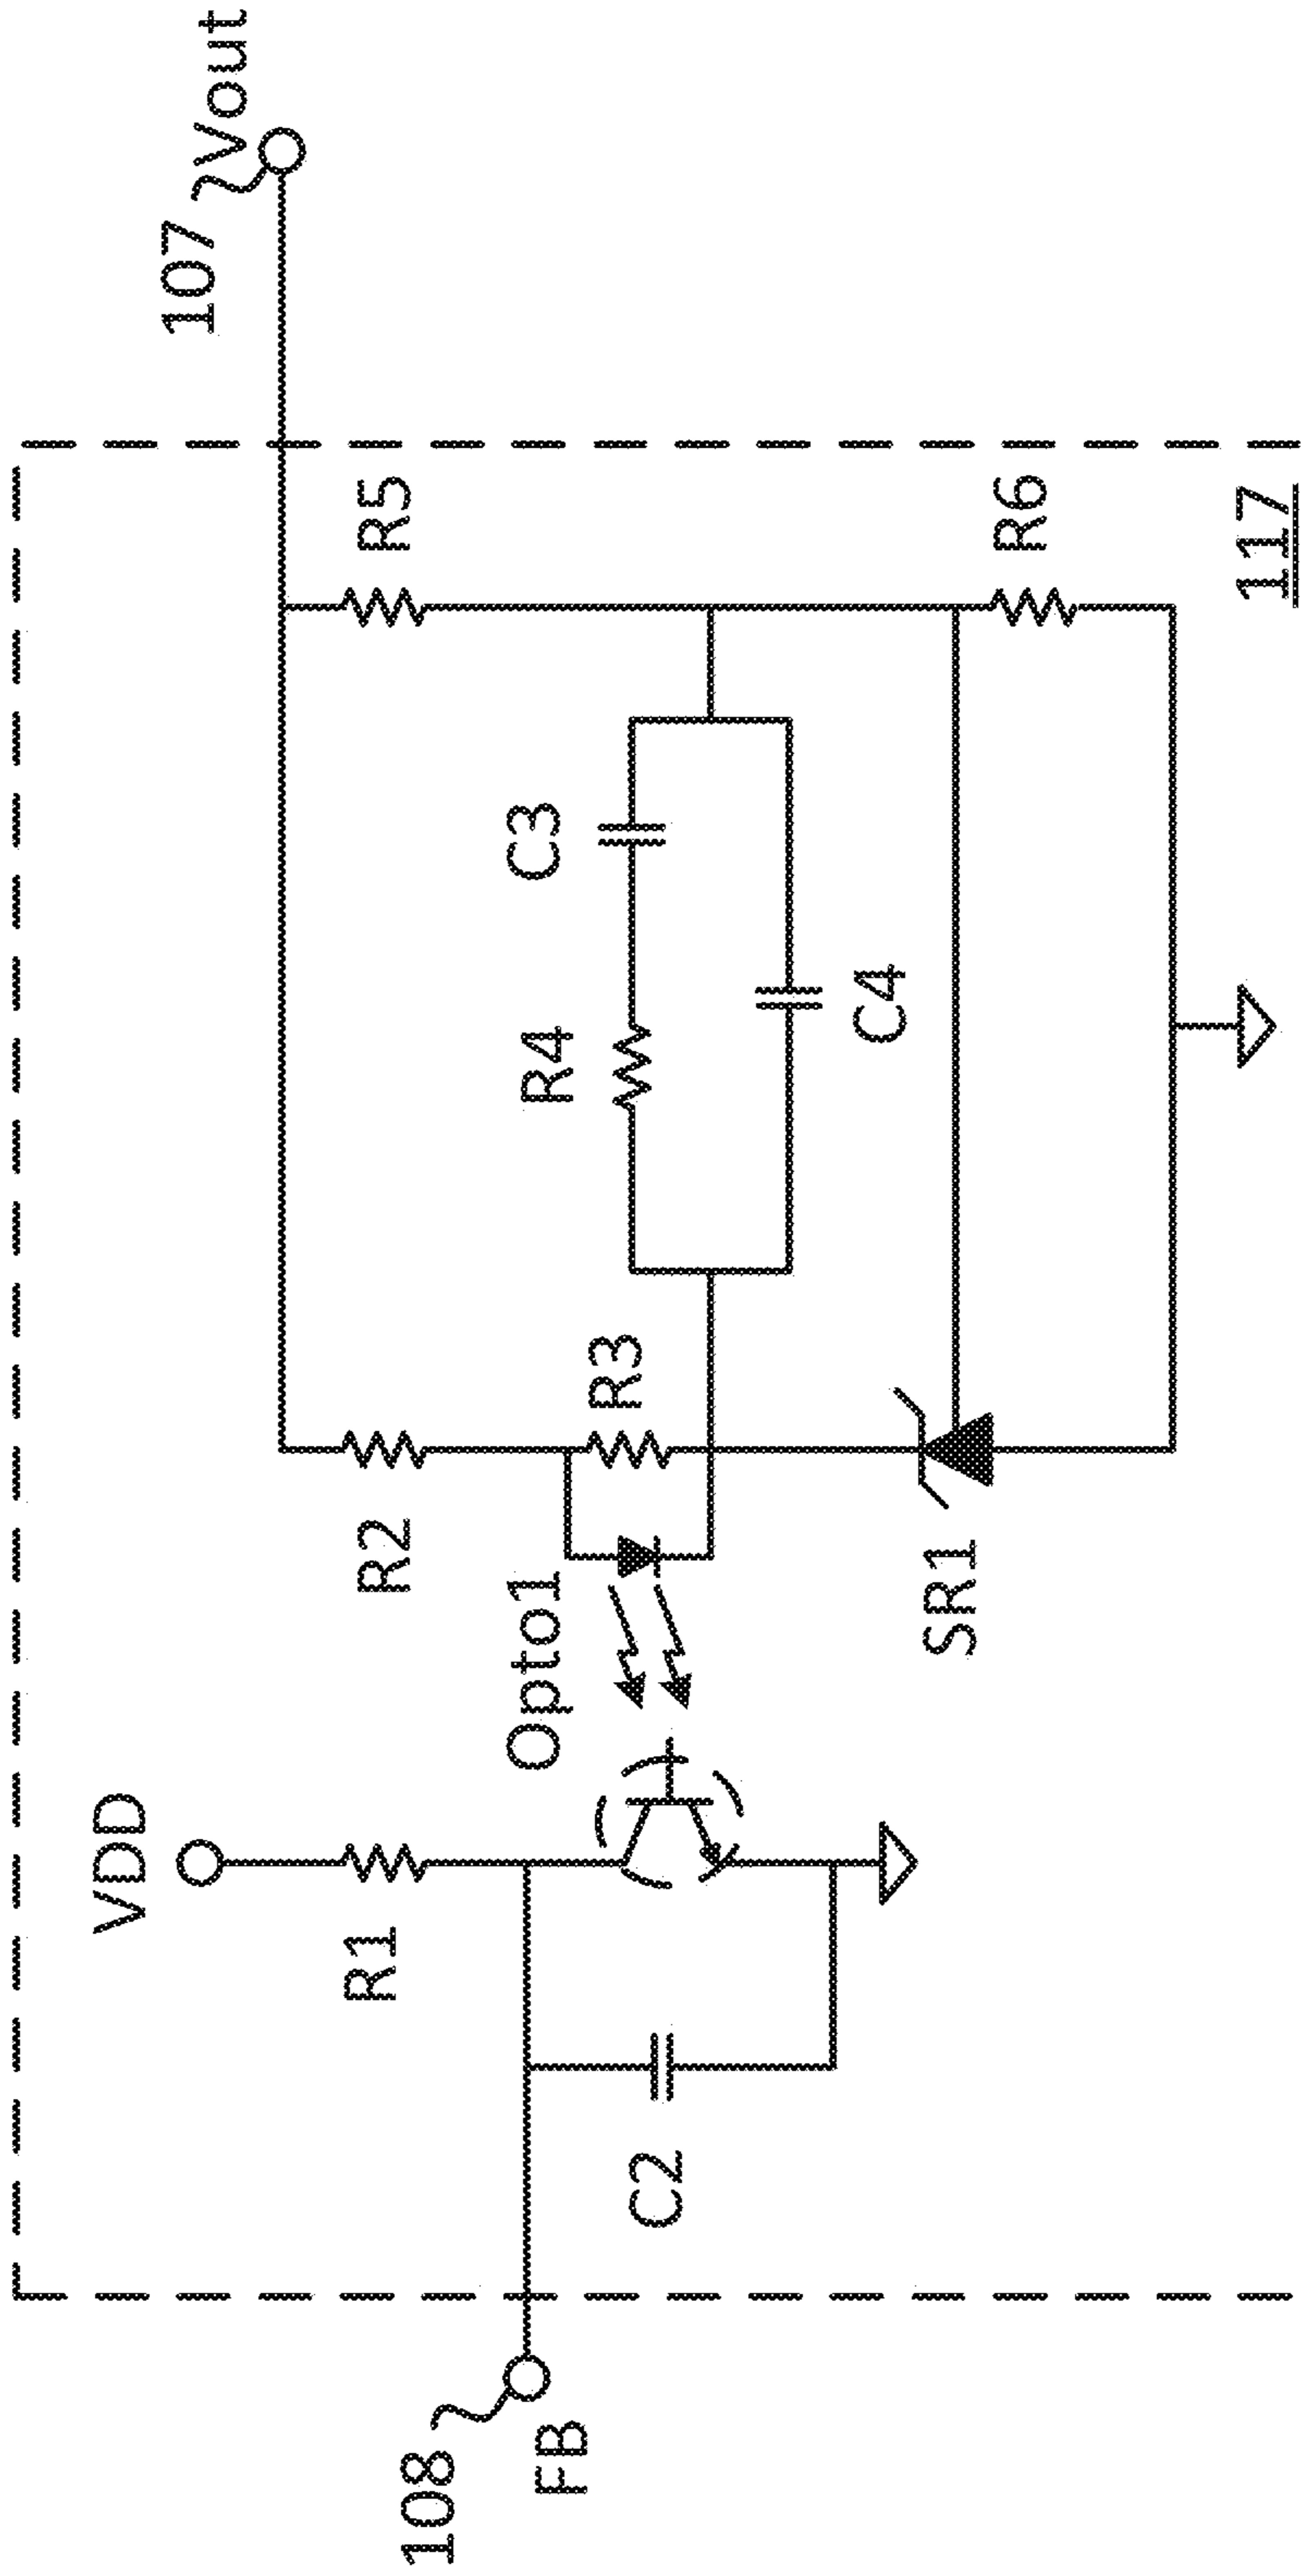 107
Vout
VDD
R1
R2
R5
Opto1
R3
R4
C3
108
FB
C2
C4
SR1
R6
117